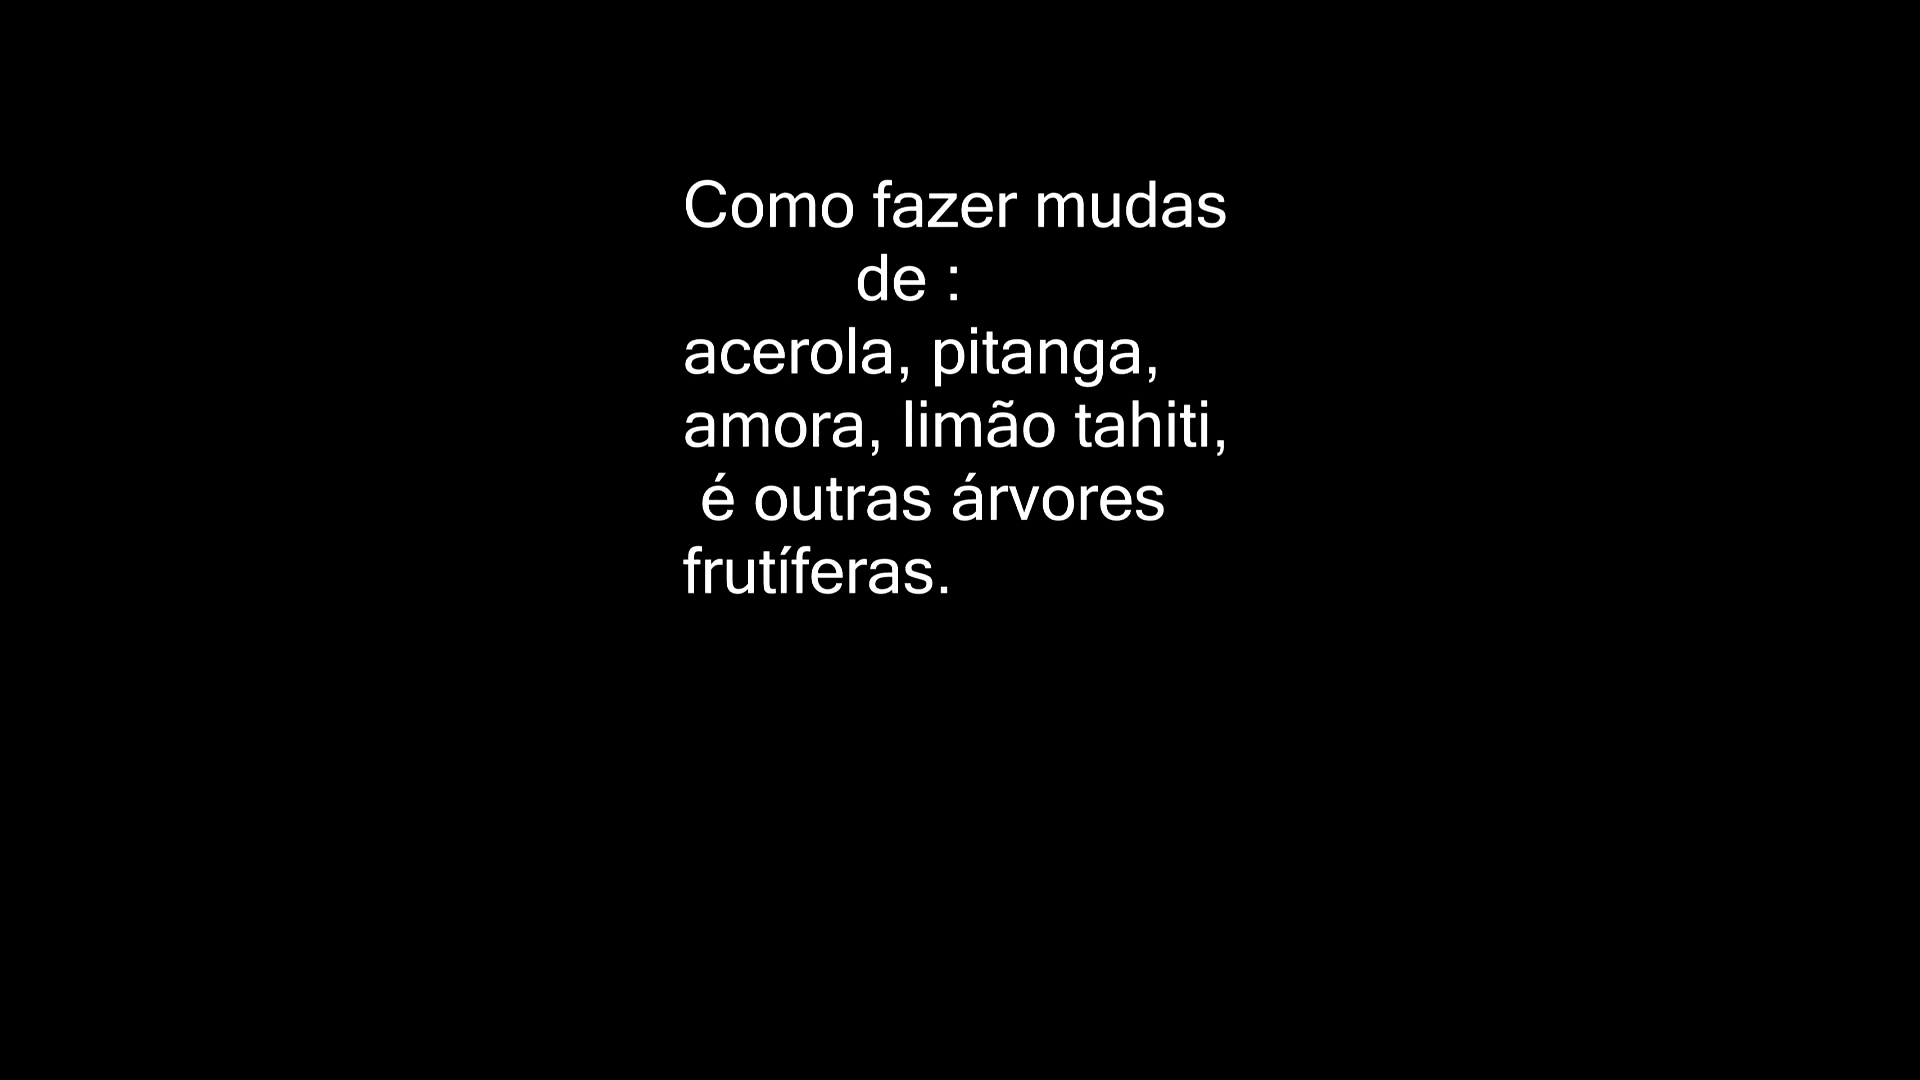 Como fazer mudas
de :
acerola, pitanga,
amora, limão tahiti,
é outras árvores
frutíferas.